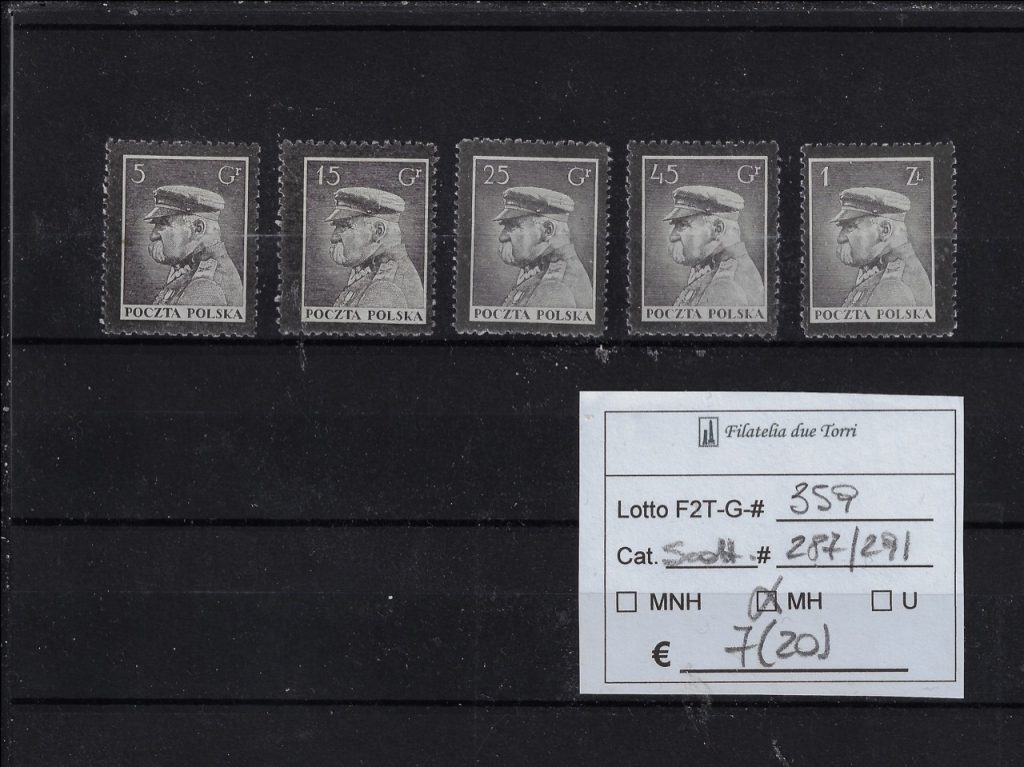 5 Gr
POCZTA POLSKA
15 Gr
POCZTA POLSKA
25 Gr
POCZTA POLSKA
45 Gr
POCZTA POLSKA
1 ZŁ
POCZTA POLSKA
Filatelia due Torri
Lotto F2T-G-# 359
Cat. Scott # 287/291
MNH MH U
€ 7(20)